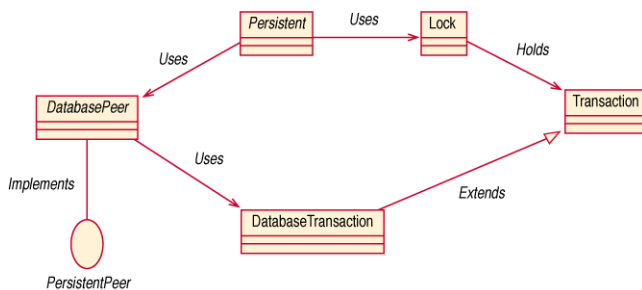 Persistent
Uses
Lock
Uses
Holds
DatabasePeer
Transaction
Uses
Implements
Extends
DatabaseTransaction
PersistentPeer